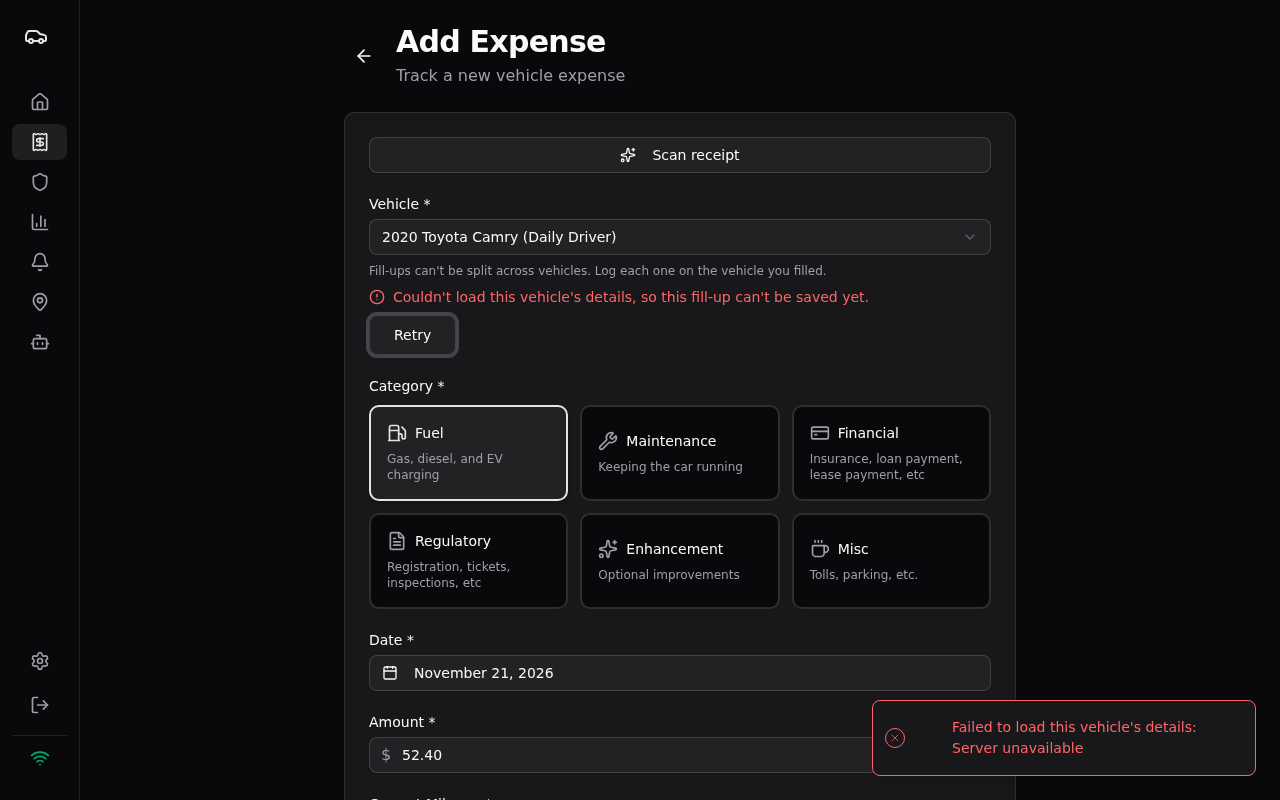 Add Expense
Track a new vehicle expense
Scan receipt
Vehicle *
2020 Toyota Camry (Daily Driver)
Fill-ups can't be split across vehicles. Log each one on the vehicle you filled.
Couldn't load this vehicle's details, so this fill-up can't be saved yet.
Retry
Category *
Fuel
Gas, diesel, and EV
charging
Maintenance
Keeping the car running
Financial
Insurance, loan payment,
lease payment, etc
Regulatory
Registration, tickets,
inspections, etc
Enhancement
Optional improvements
Misc
Tolls, parking, etc.
Date *
November 21, 2026
Amount *
$ 52.40
Failed to load this vehicle's details:
Server unavailable